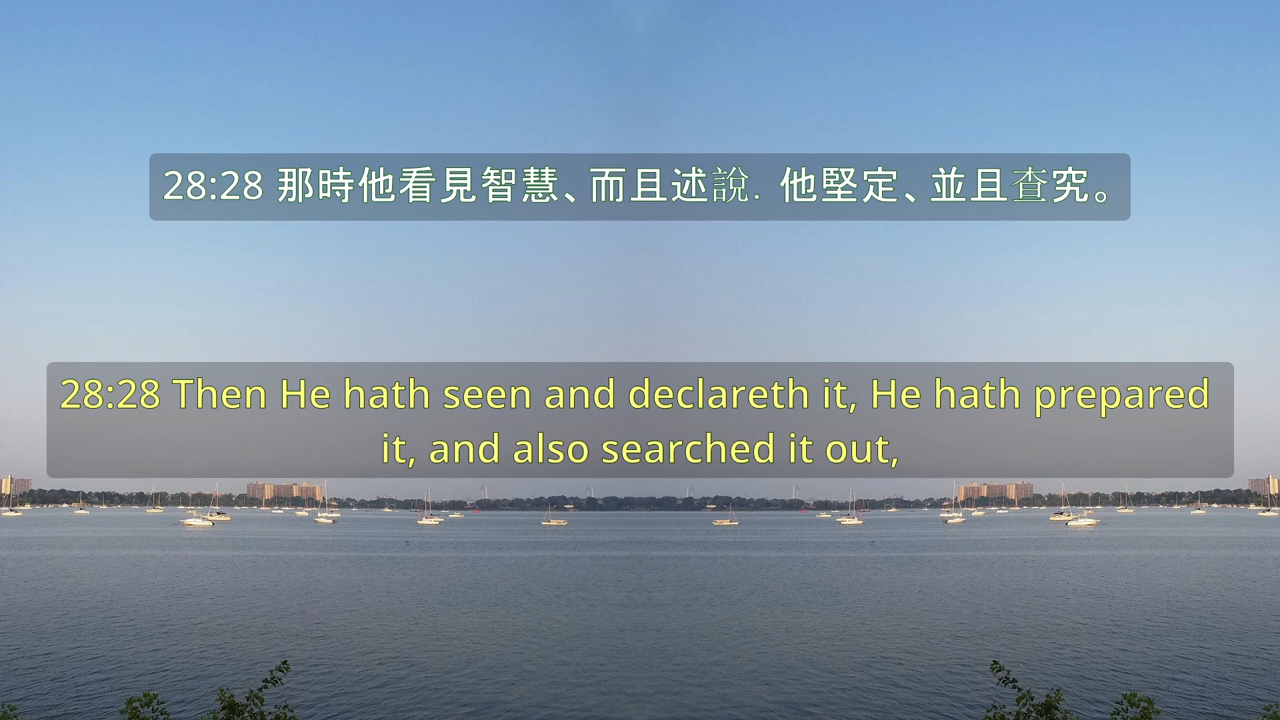 28:28 那時他看見智慧、而且述說. 他堅定、並且查究。
28:28 Then He hath seen and declareth it, He hath prepared
it, and also searched it out,